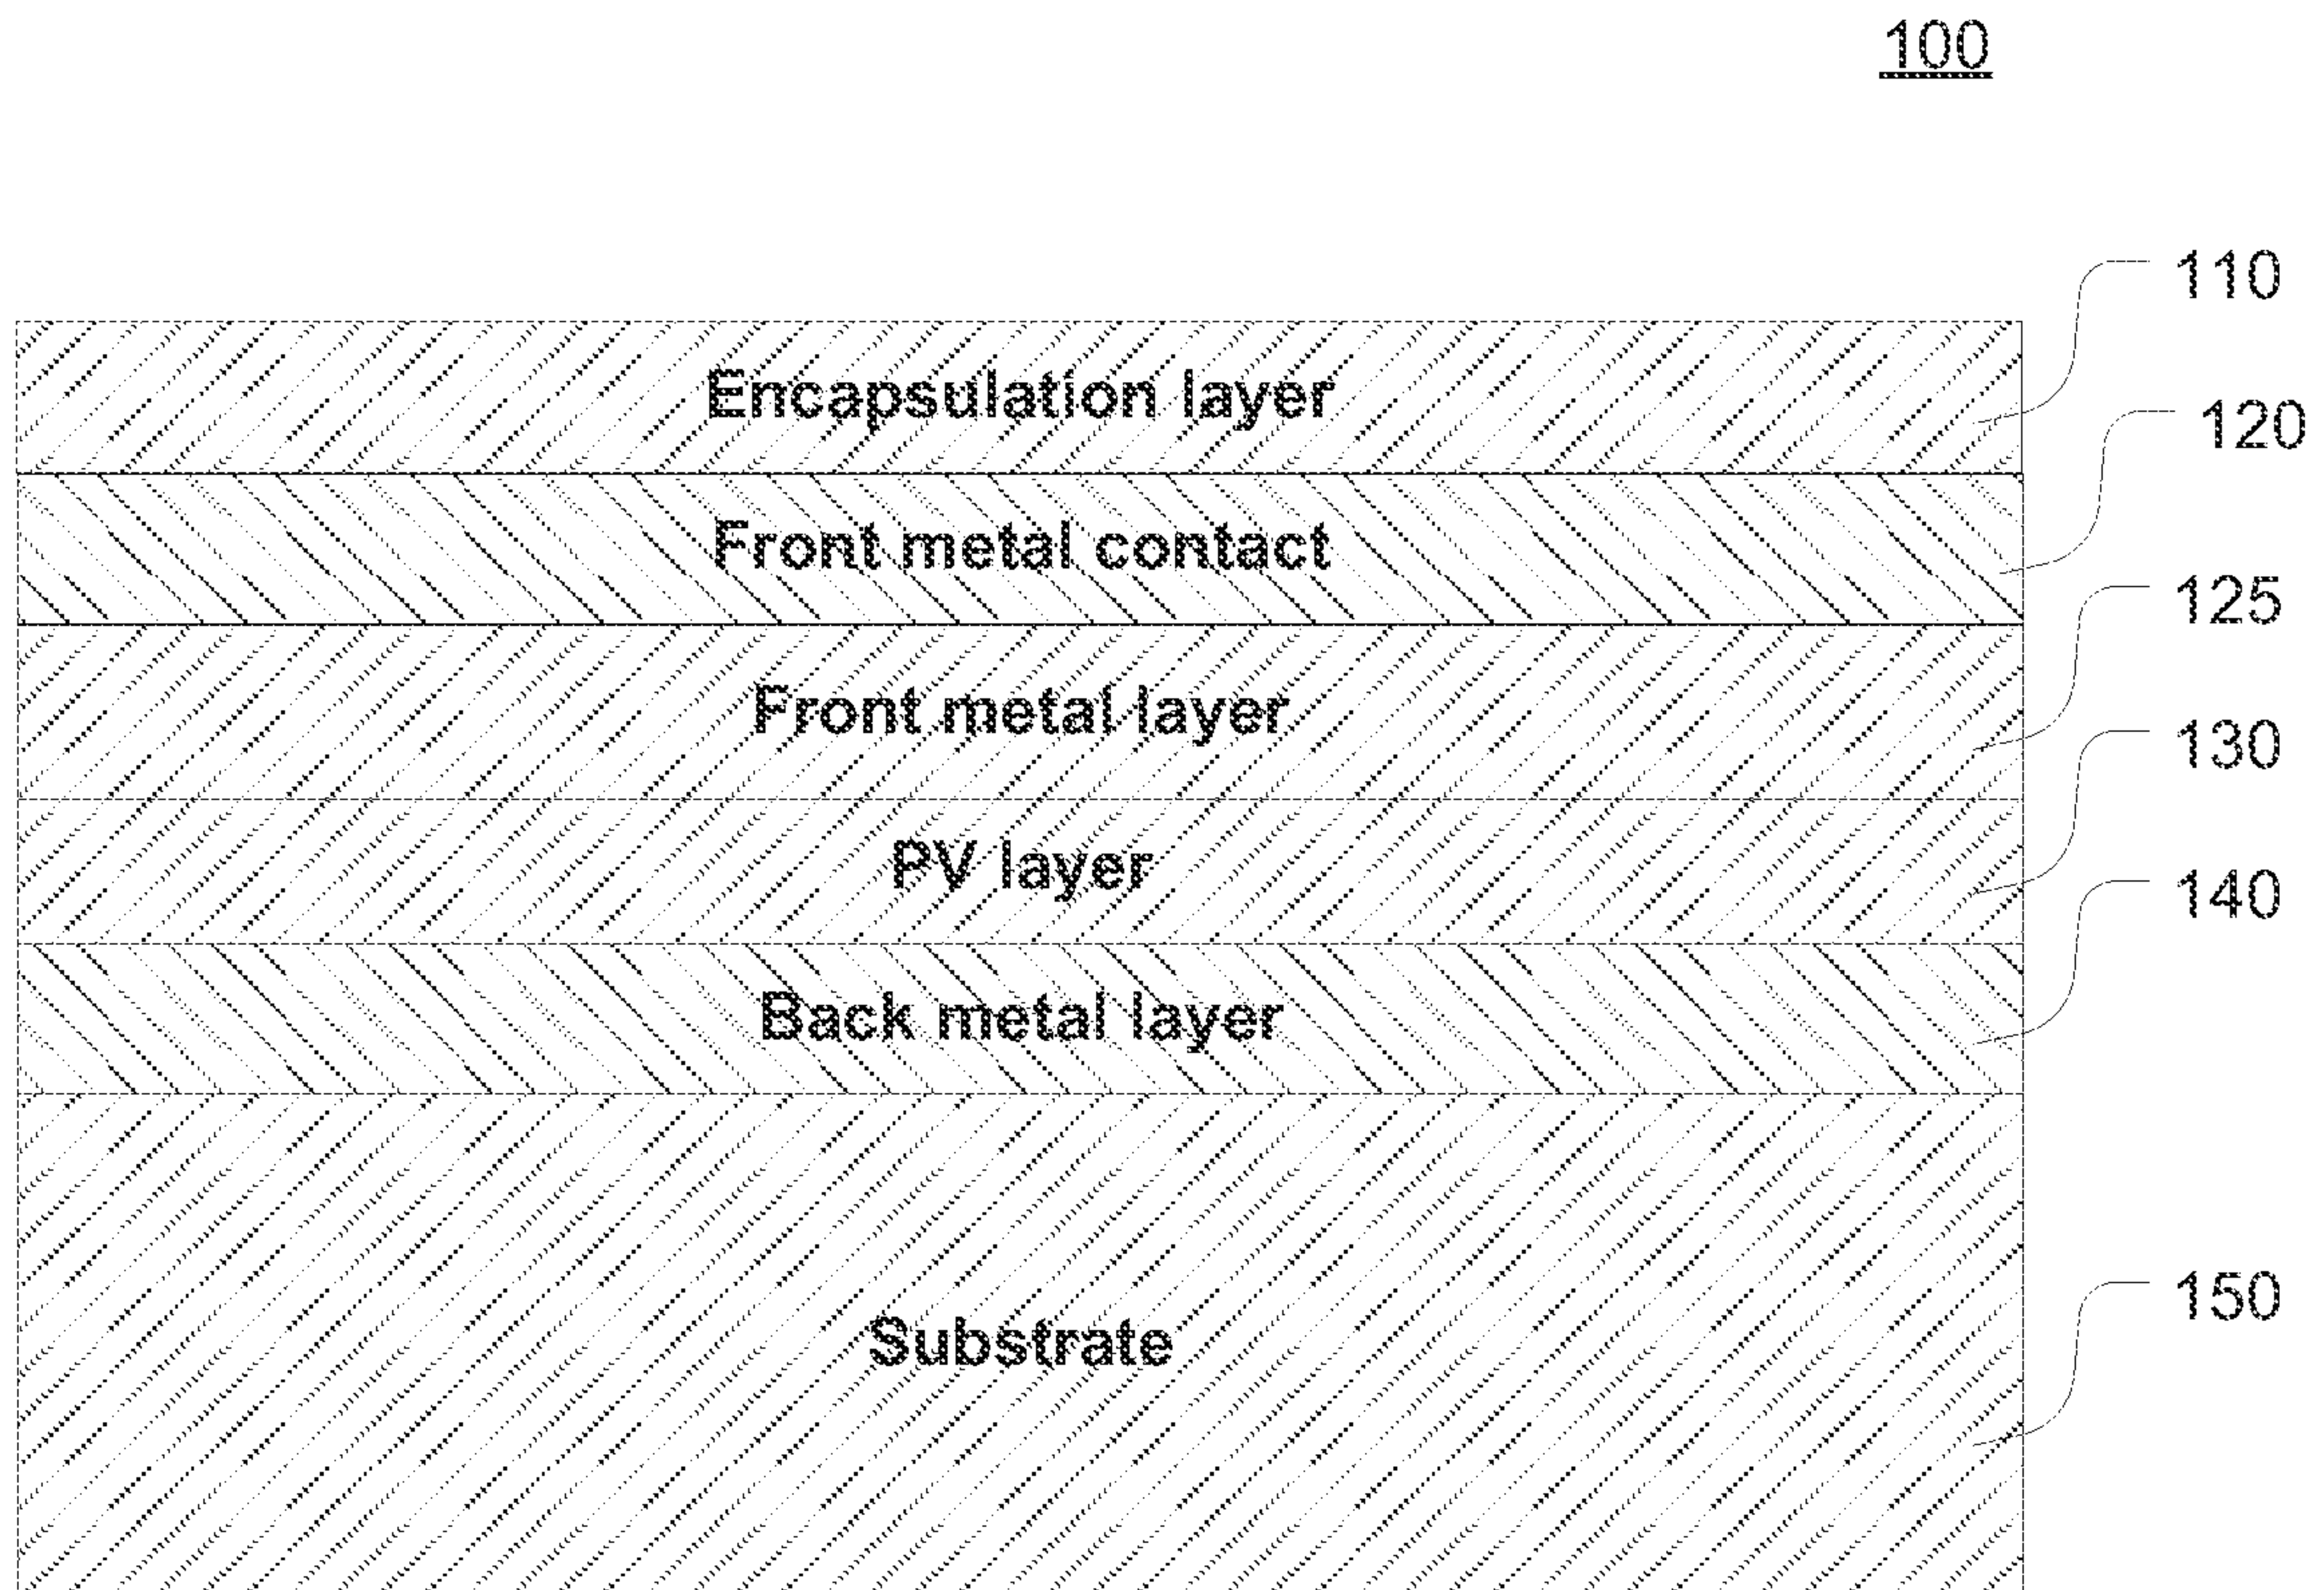 100
110
Encapsulation layer
120
Front metal contact
125
Front metal layer
130
PV layer
140
Back metal layer
150
Substrate